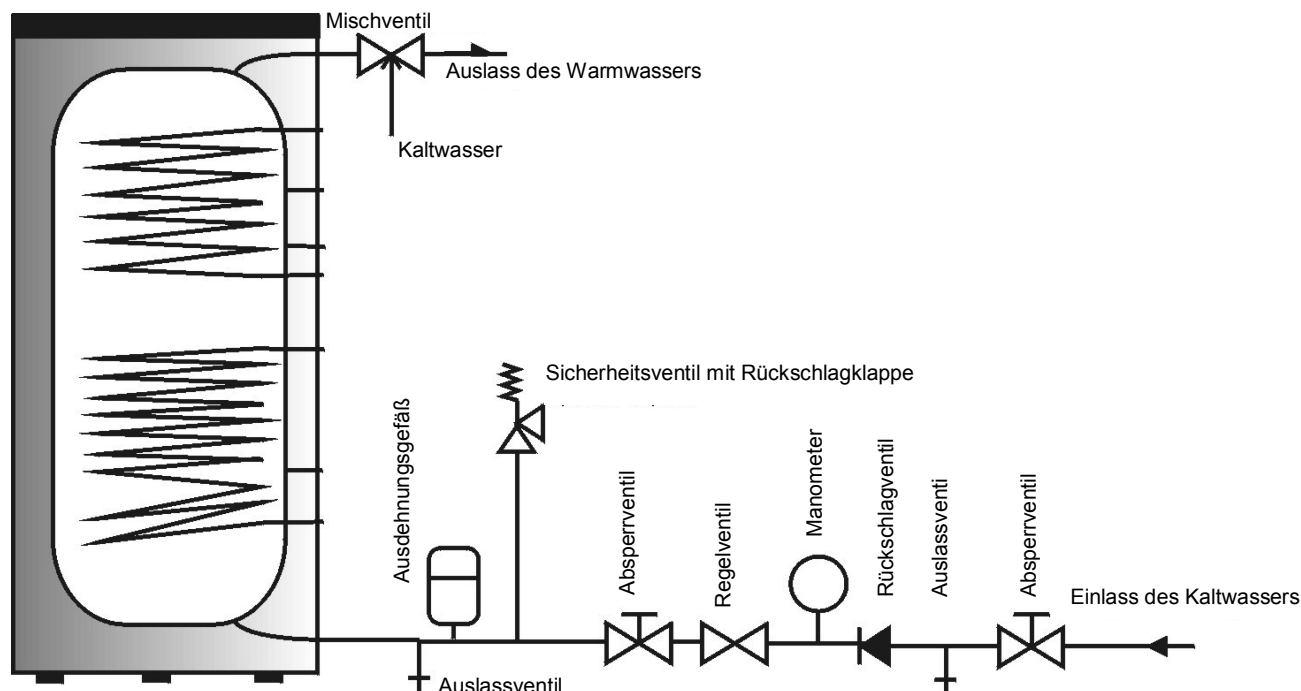 Mischventil
Auslass des Warmwassers
Kaltwasser
Sicherheitsventil mit Rückschlagklappe
Ausdehnungsgefäß
Absperrventil
Regelventil
Manometer
Rückschlagventil
Auslassventi
Absperrventil
Einlass des Kaltwassers
Auslassventil